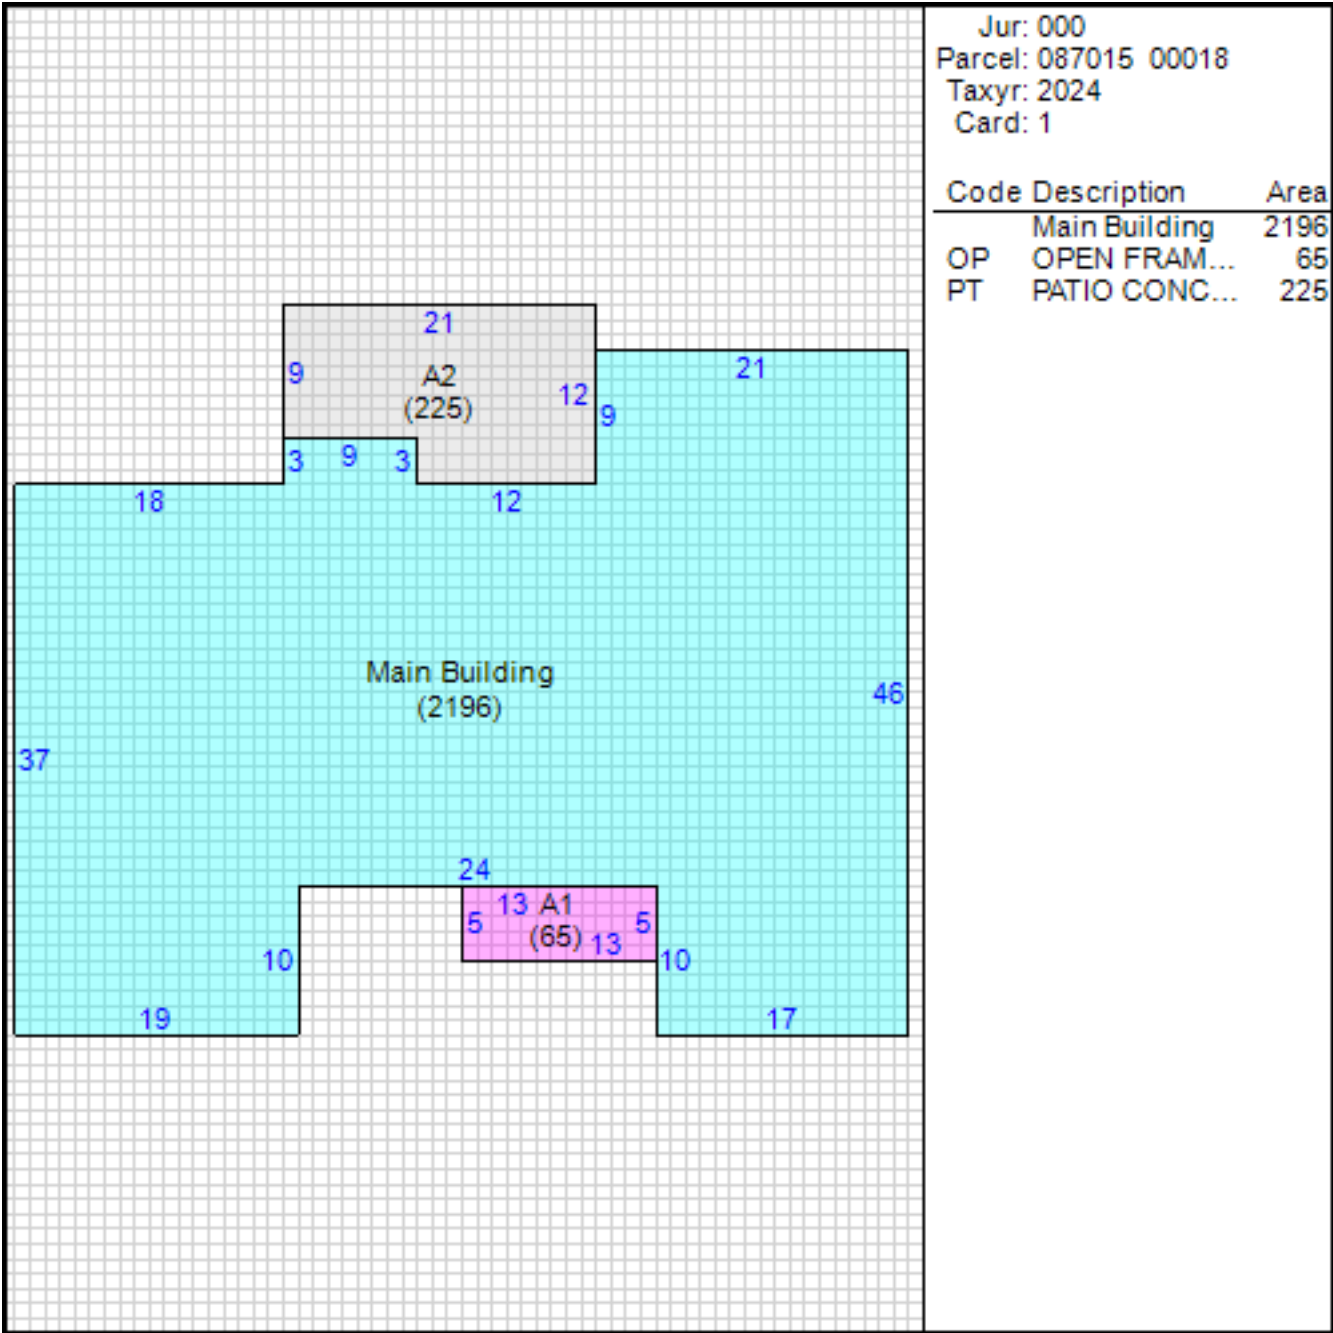 Jur: 000
Parcel: 087015 00018
Taxyr: 2024
Card: 1
Code Description Area
Main Building 2196
OP OPEN FRAM... 65
PT PATIO CONC... 225
21
9
A2
(225)
12
21
9
3 9 3
18
12
Main Building
(2196)
46
37
24
13 A1
5 5
(65) 13
10
10
19
17